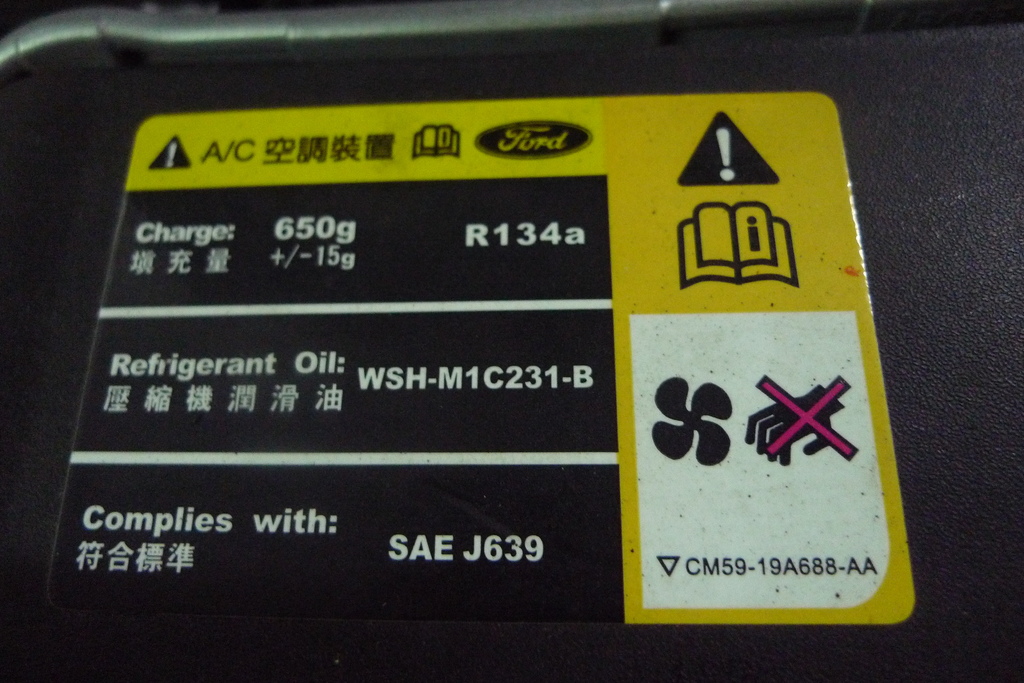 A/C 空調裝置 Ford
Charge: 650g R134a
填充量 +/-15g
Refrigerant Oil: WSH-M1C231-B
壓縮機潤滑油
Complies with: SAE J639
符合標準
CM59-19A688-AA